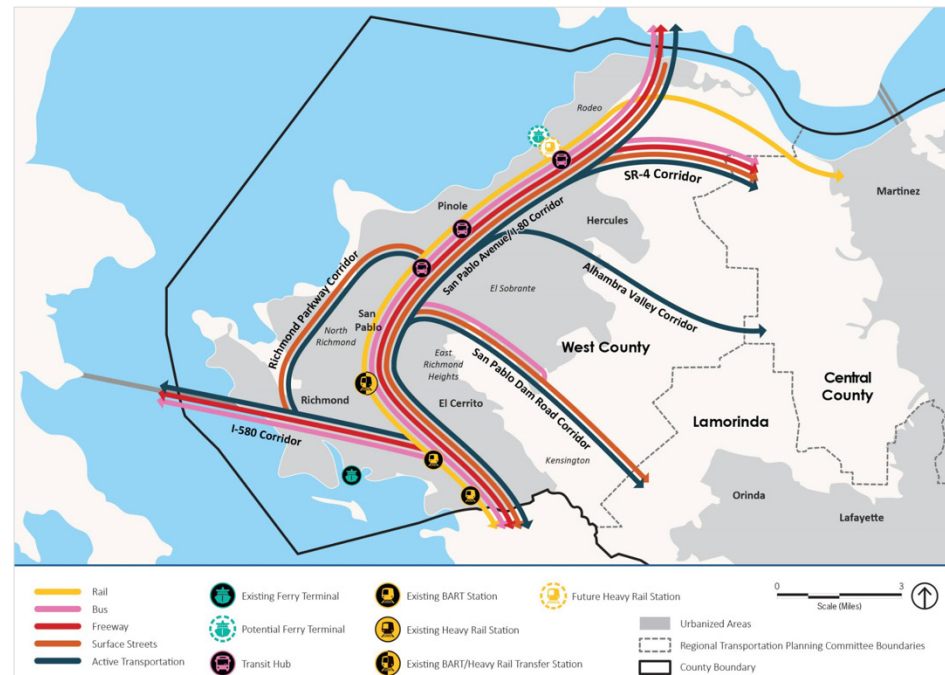 Rodeo
Martinez
SR-4 Corridor
Pinole
Hercules
San Pablo Avenue/I-80 Corridor
Alhambra Valley Corridor
Richmond Parkway Corridor
El Sobrante
San
Pablo
North
Richmond
West County
East
Richmond
Heights
Central
County
San Pablo Dam Road Corridor
Richmond
El Cerrito
Lamorinda
I-580 Corridor
Kensington
Orinda
Lafayette
Rail
Bus
Freeway
Surface Streets
Active Transportation
Existing Ferry Terminal
Potential Ferry Terminal
Transit Hub
Existing BART Station
Existing Heavy Rail Station
Existing BART/Heavy Rail Transfer Station
Future Heavy Rail Station
0 3
Scale (Miles)
Urbanized Areas
Regional Transportation Planning Committee Boundaries
County Boundary